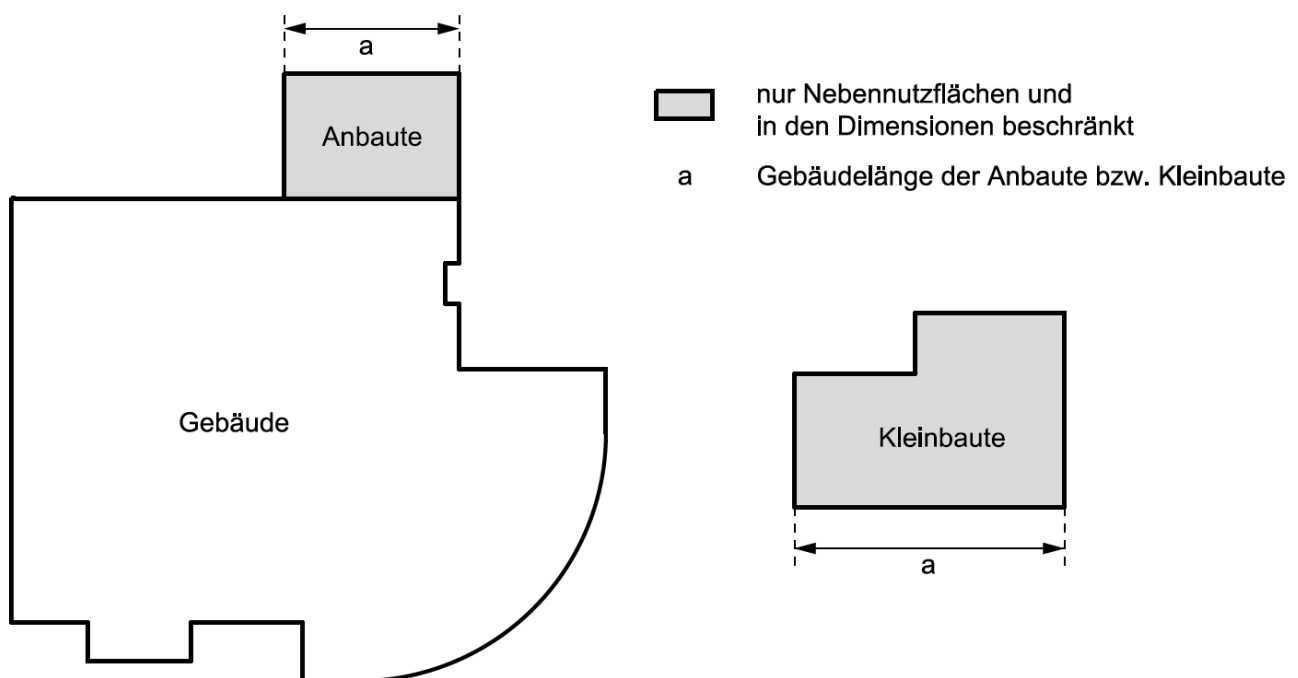 a
Anbaute
nur Nebennutzflächen und
in den Dimensionen beschränkt
a Gebäudelänge der Anbaute bzw. Kleinbaute
Gebäude
Kleinbaute
a